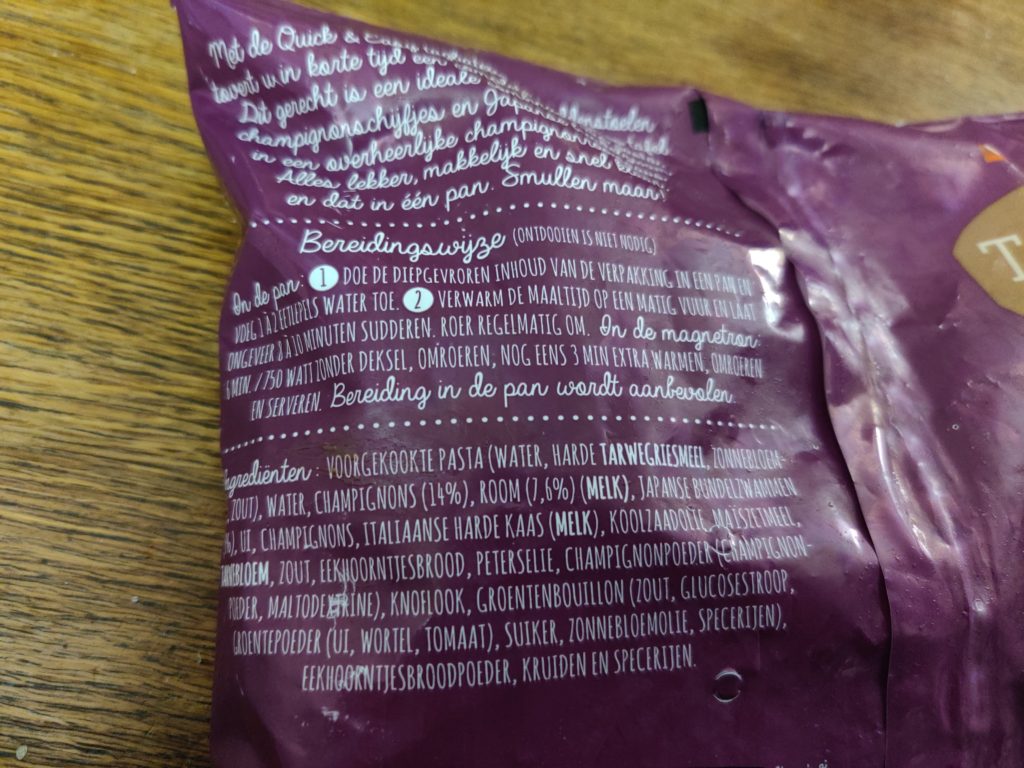 Met de Quick &
tovert u in korte tijd een
Dit gerecht is een ideale
champignonschijfjes en
in een overheerlijke
Alles lekker, makkelijk en snel
en dat in één pan. Smullen maar
Bereidingswijze (ONTDOOIEN IS NIET NODIG)
In de pan: 1 DOE DE DIEPGEVROREN INHOUD VAN DE VERPAKKING IN EEN PAN EN
VOEG 1 À 2 EETLEPELS WATER TOE. 2 VERWARM DE MAALTIJD OP EEN MATIG VUUR EN LAAT
ONGEVEER 8 À 10 MINUTEN SUDDEREN. ROER REGELMATIG OM. In de magnetron:
6 MIN. / 750 WATT ZONDER DEKSEL, OMROEREN, NOG EENS 3 MIN EXTRA WARMEN, OMROEREN
EN SERVEREN. Bereiding in de pan wordt aanbevolen.
Ingrediënten: VOORGEKOOKTE PASTA (WATER, HARDE TARWEGRIESMEEL, ZONNEBLOEM-
ZOUT), WATER, CHAMPIGNONS (14%), ROOM (7,6%) (MELK), JAPANSE BUNDELZWAMMEN
UI, CHAMPIGNONS, ITALIAANSE HARDE KAAS (MELK), KOOLZAADOLIE, MAÏSZETMEEL,
ZOUT, EEKHOORNTJESBROOD, PETERSELIE, CHAMPIGNONPOEDER (CHAMPIGNON-
POEDER, MALTODEXTRINE), KNOFLOOK, GROENTENBOUILLON (ZOUT, GLUCOSESTROOP,
GROENTEPOEDER (UI, WORTEL, TOMAAT), SUIKER, ZONNEBLOEMOLIE, SPECERIJEN),
EEKHOORNTJESBROODPOEDER, KRUIDEN EN SPECERIJEN.